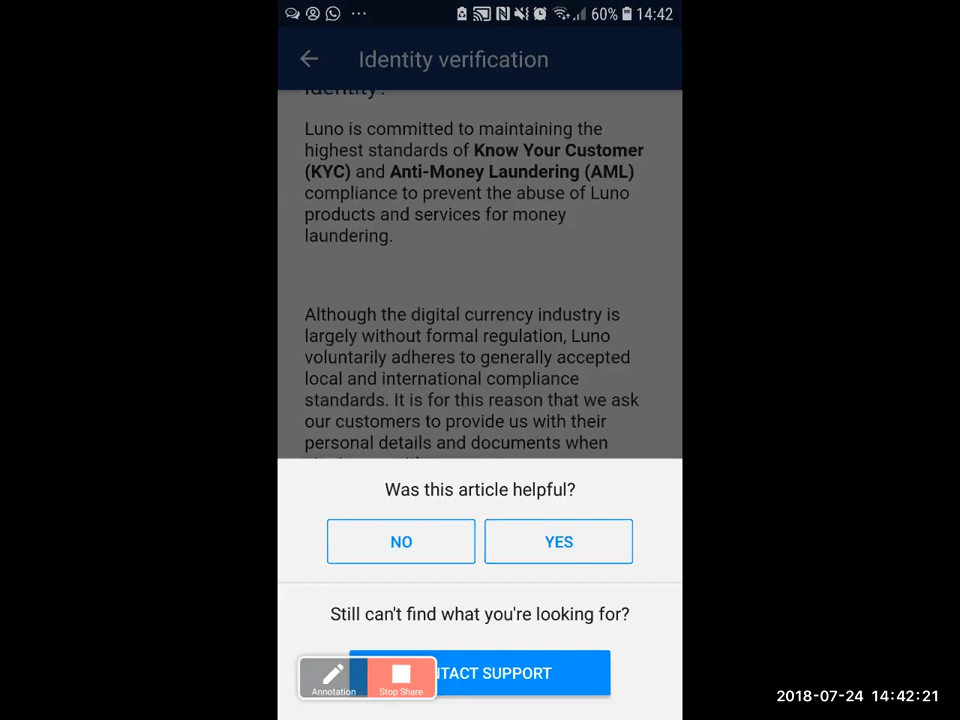 60% 14:42
Identity verification
identity?
Luno is committed to maintaining the
highest standards of Know Your Customer
(KYC) and Anti-Money Laundering (AML)
compliance to prevent the abuse of Luno
products and services for money
laundering.
Although the digital currency industry is
largely without formal regulation, Luno
voluntarily adheres to generally accepted
local and international compliance
standards. It is for this reason that we ask
our customers to provide us with their
personal details and documents when
Was this article helpful?
NO YES
Still can't find what you're looking for?
NTACT SUPPORT
Annotation Stop Share
2018-07-24 14:42:21